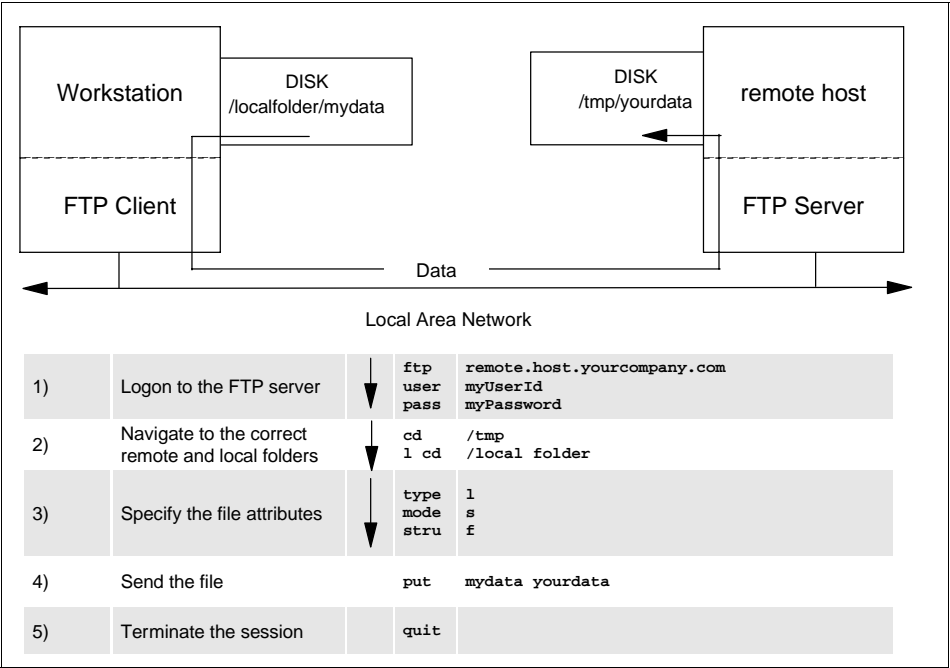 Workstation
DISK
/localfolder/mydata
DISK
/tmp/yourdata
remote host
FTP Client
FTP Server
Data
Local Area Network
1) Logon to the FTP server ftp remote.host.yourcompany.com
user myUserId
pass myPassword
2) Navigate to the correct remote and local folders cd /tmp
l cd /local folder
3) Specify the file attributes type l
mode s
stru f
4) Send the file put mydata yourdata
5) Terminate the session quit